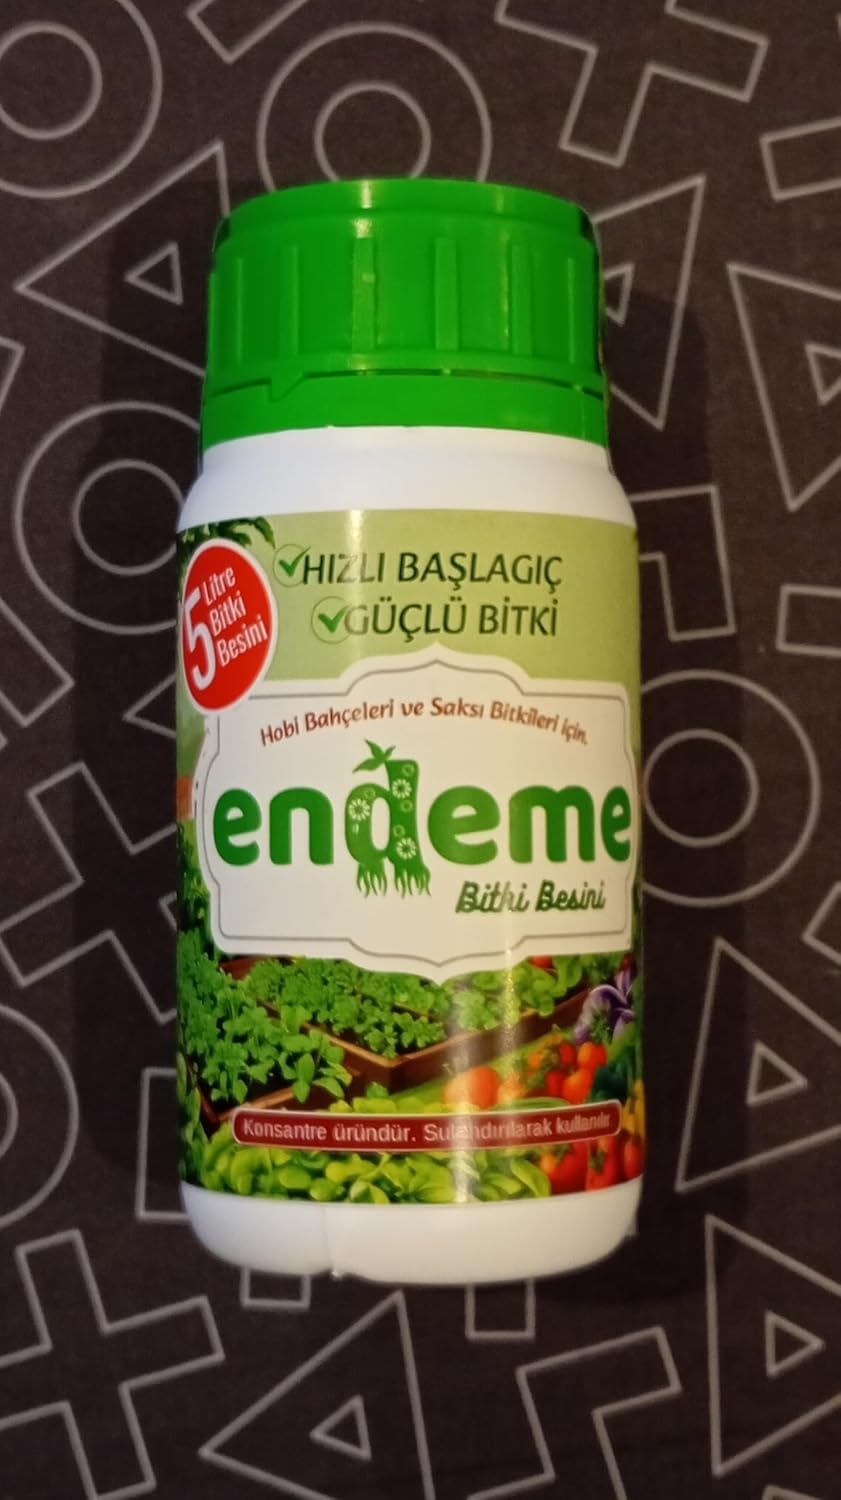 5 Litre
Bitki
Besini
HIZLI BAŞLAGIÇ
GÜÇLÜ BİTKİ
Hobi Bahçeleri ve Saksı Bitkileri için.
endeme
Bitki Besini
Konsantre üründür. Sulandırılarak kullanılır.